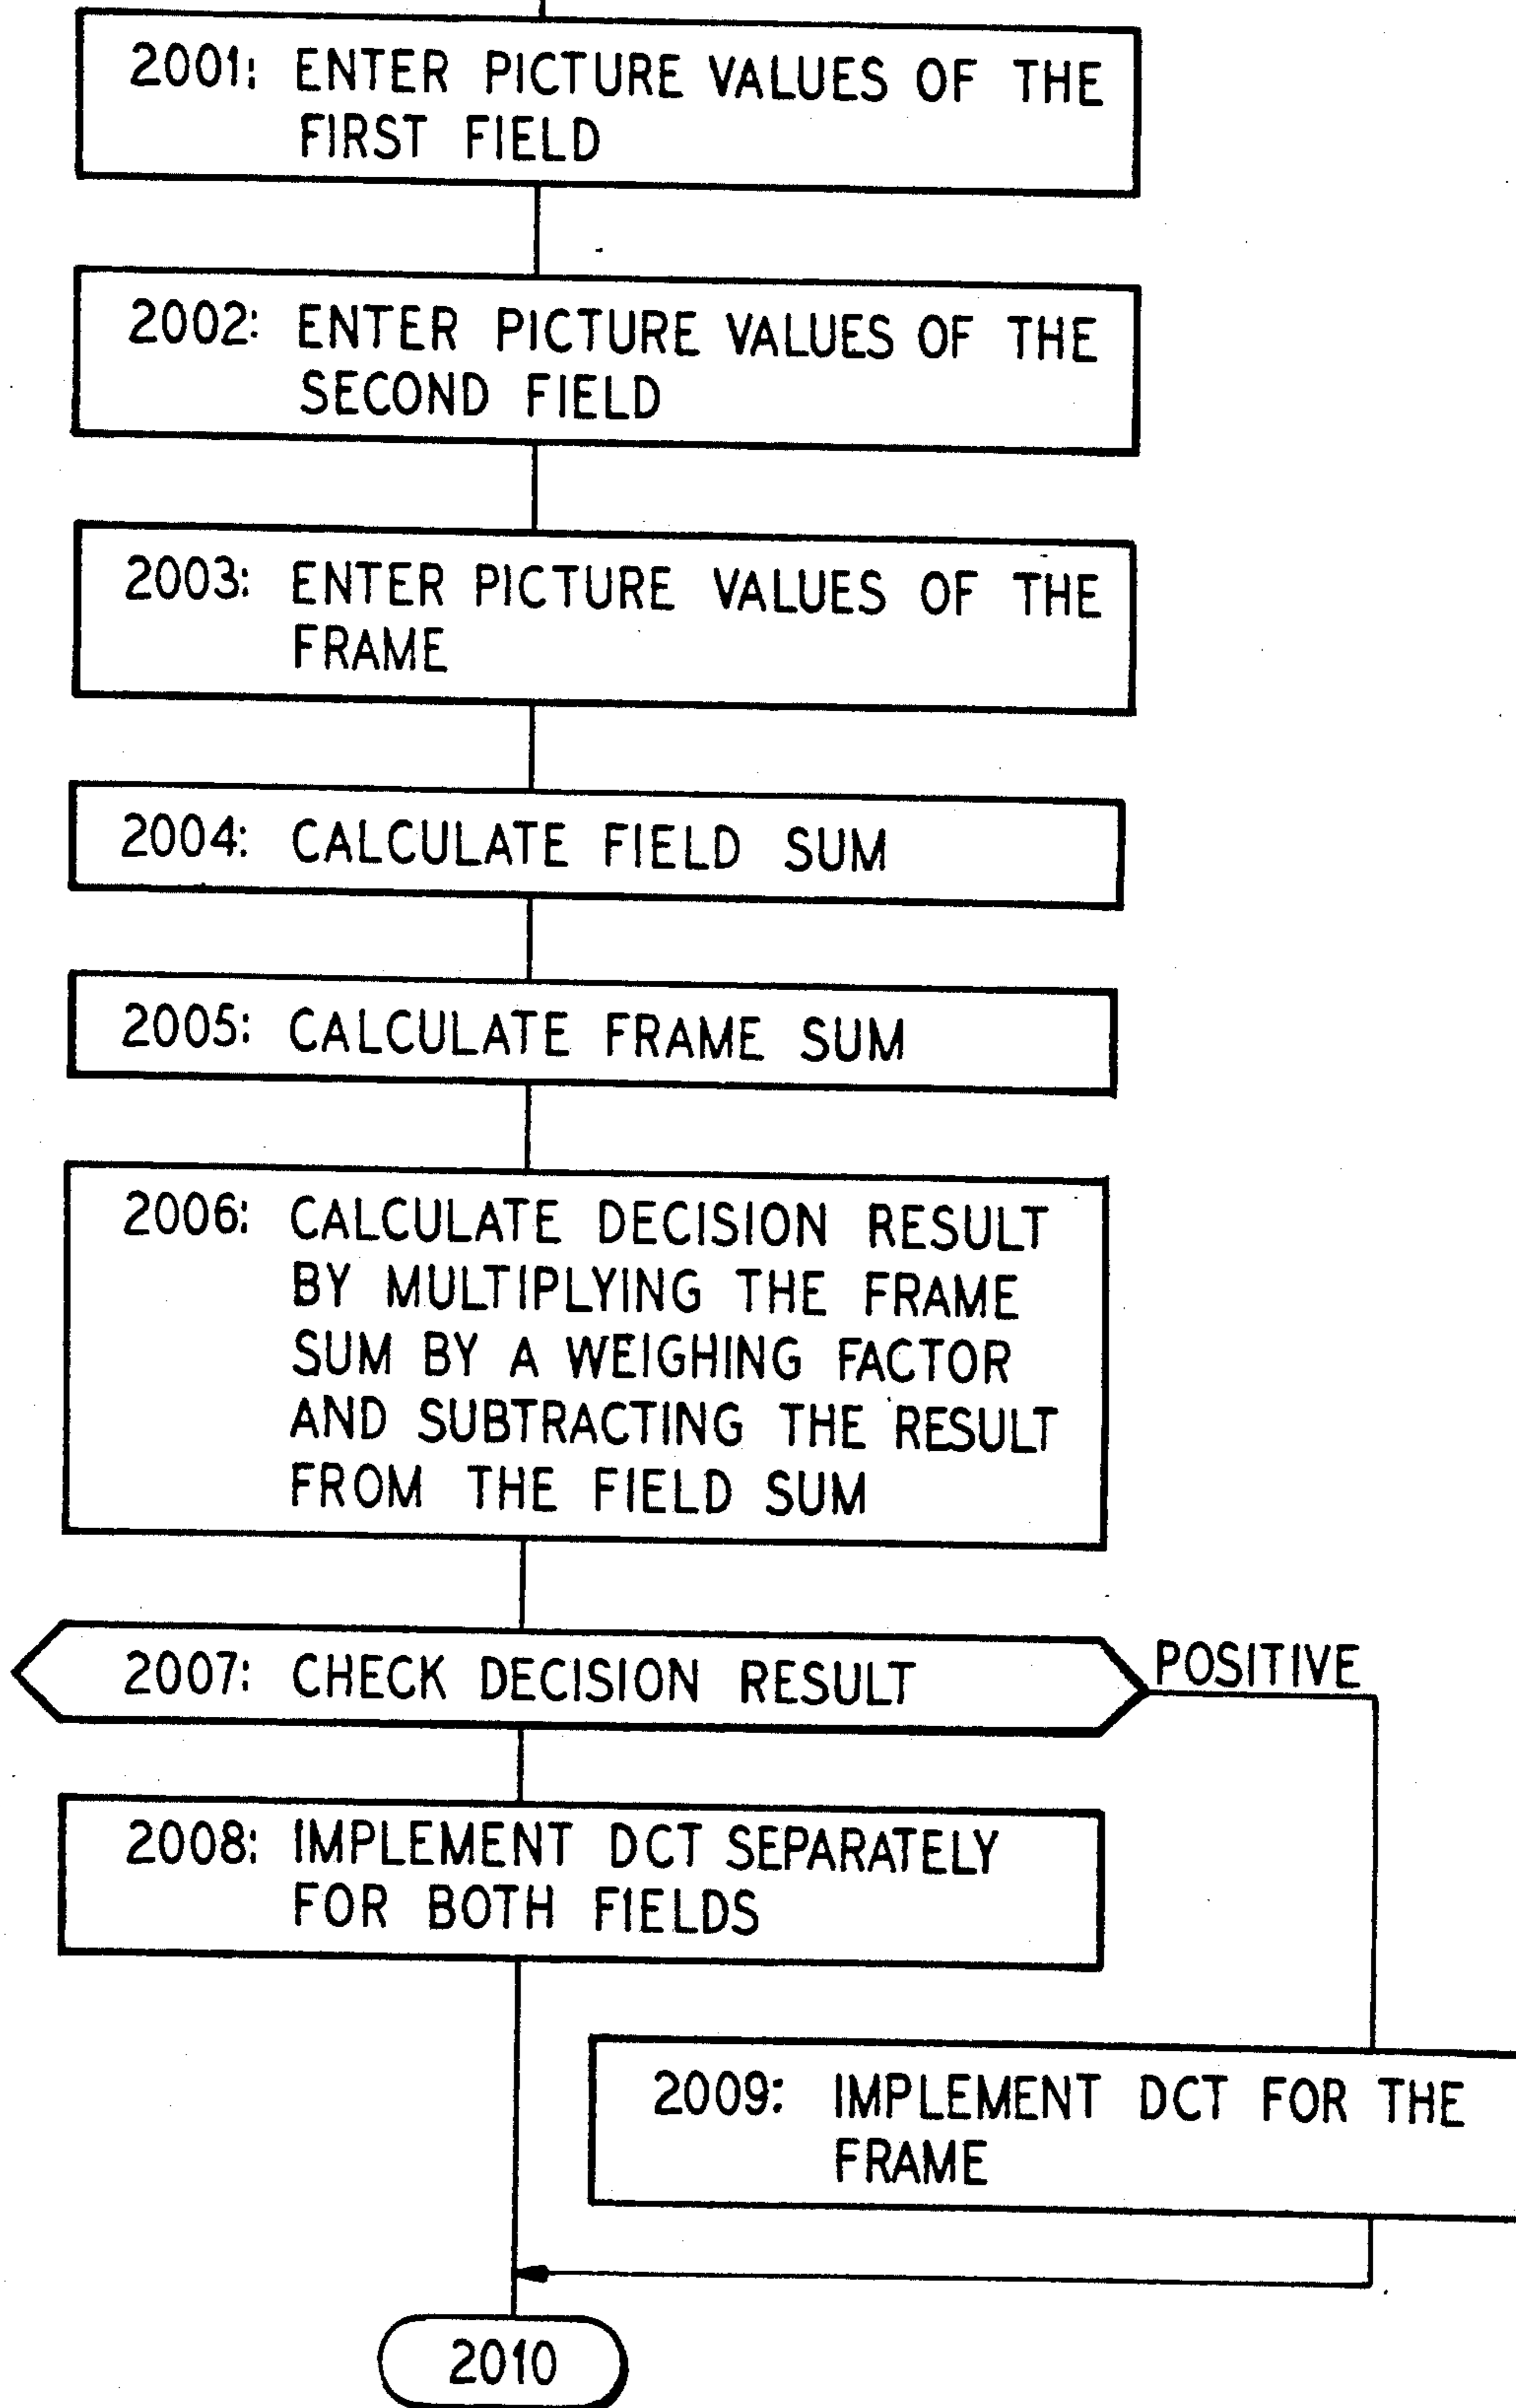 2001: ENTER PICTURE VALUES OF THE
FIRST FIELD
2002: ENTER PICTURE VALUES OF THE
SECOND FIELD
2003: ENTER PICTURE VALUES OF THE
FRAME
2004: CALCULATE FIELD SUM
2005: CALCULATE FRAME SUM
2006: CALCULATE DECISION RESULT
BY MULTIPLYING THE FRAME
SUM BY A WEIGHING FACTOR
AND SUBTRACTING THE RESULT
FROM THE FIELD SUM
2007: CHECK DECISION RESULT
POSITIVE
2008: IMPLEMENT DCT SEPARATELY
FOR BOTH FIELDS
2009: IMPLEMENT DCT FOR THE
FRAME
2010